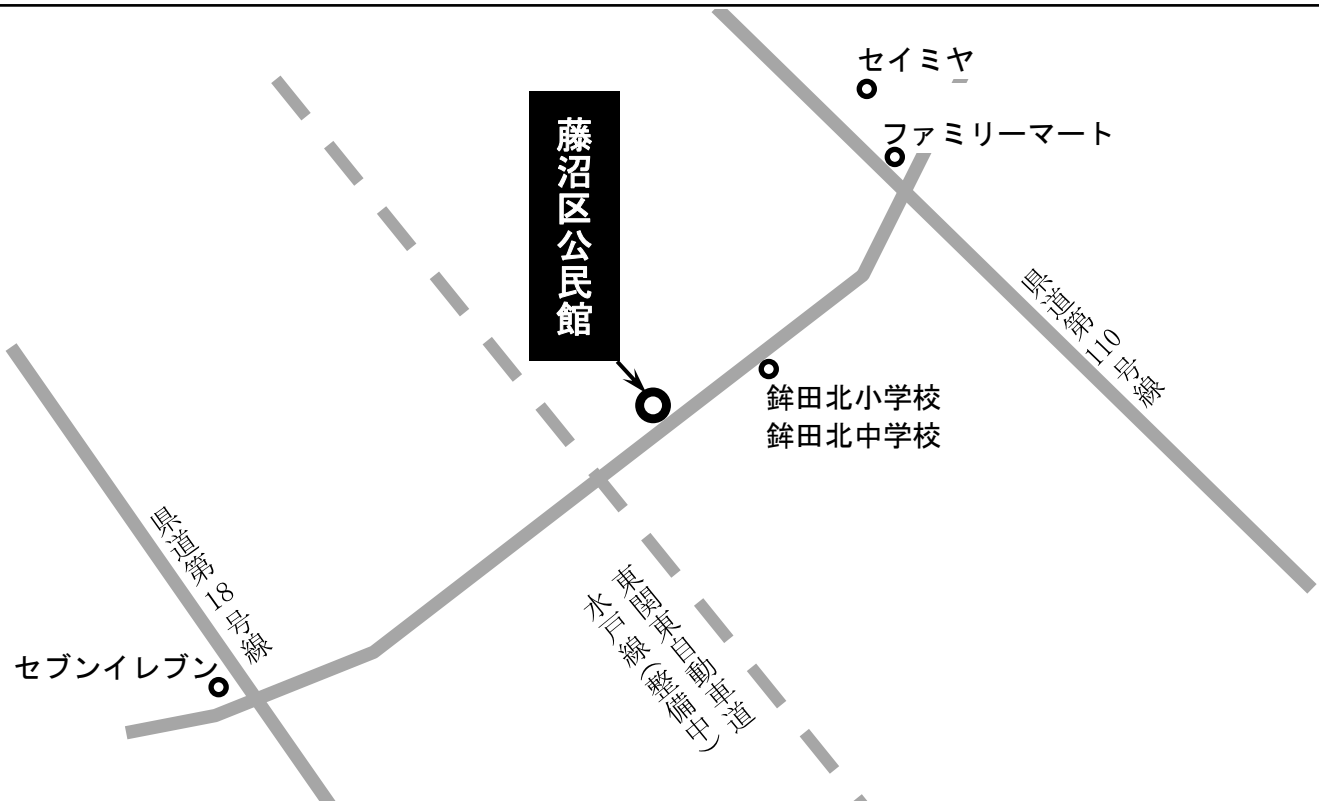 セイミヤ
ファミリーマート
藤沼区公民館
県道第110号線
鉾田北小学校
鉾田北中学校
県道第18号線
東関東自動車道
水戸線(整備中)
セブンイレブン